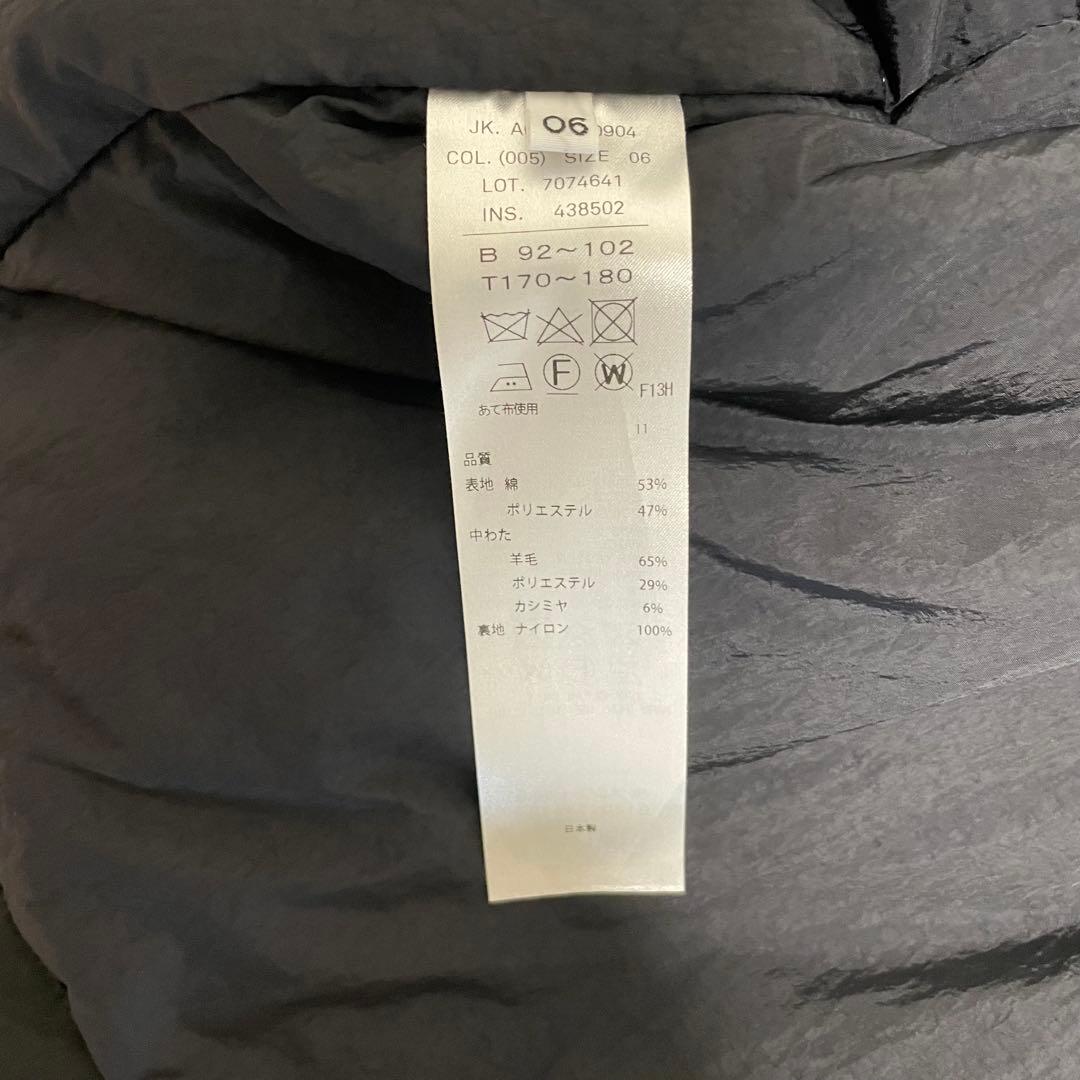 06
JK. A 0904
COL. (005) SIZE 06
LOT. 7074641
INS. 438502
B 92～102
T170～180
F W F13H
あて布使用
11
品質
表地 綿 53%
ポリエステル 47%
中わた
羊毛 65%
ポリエステル 29%
カシミヤ 6%
裏地 ナイロン 100%
日本製